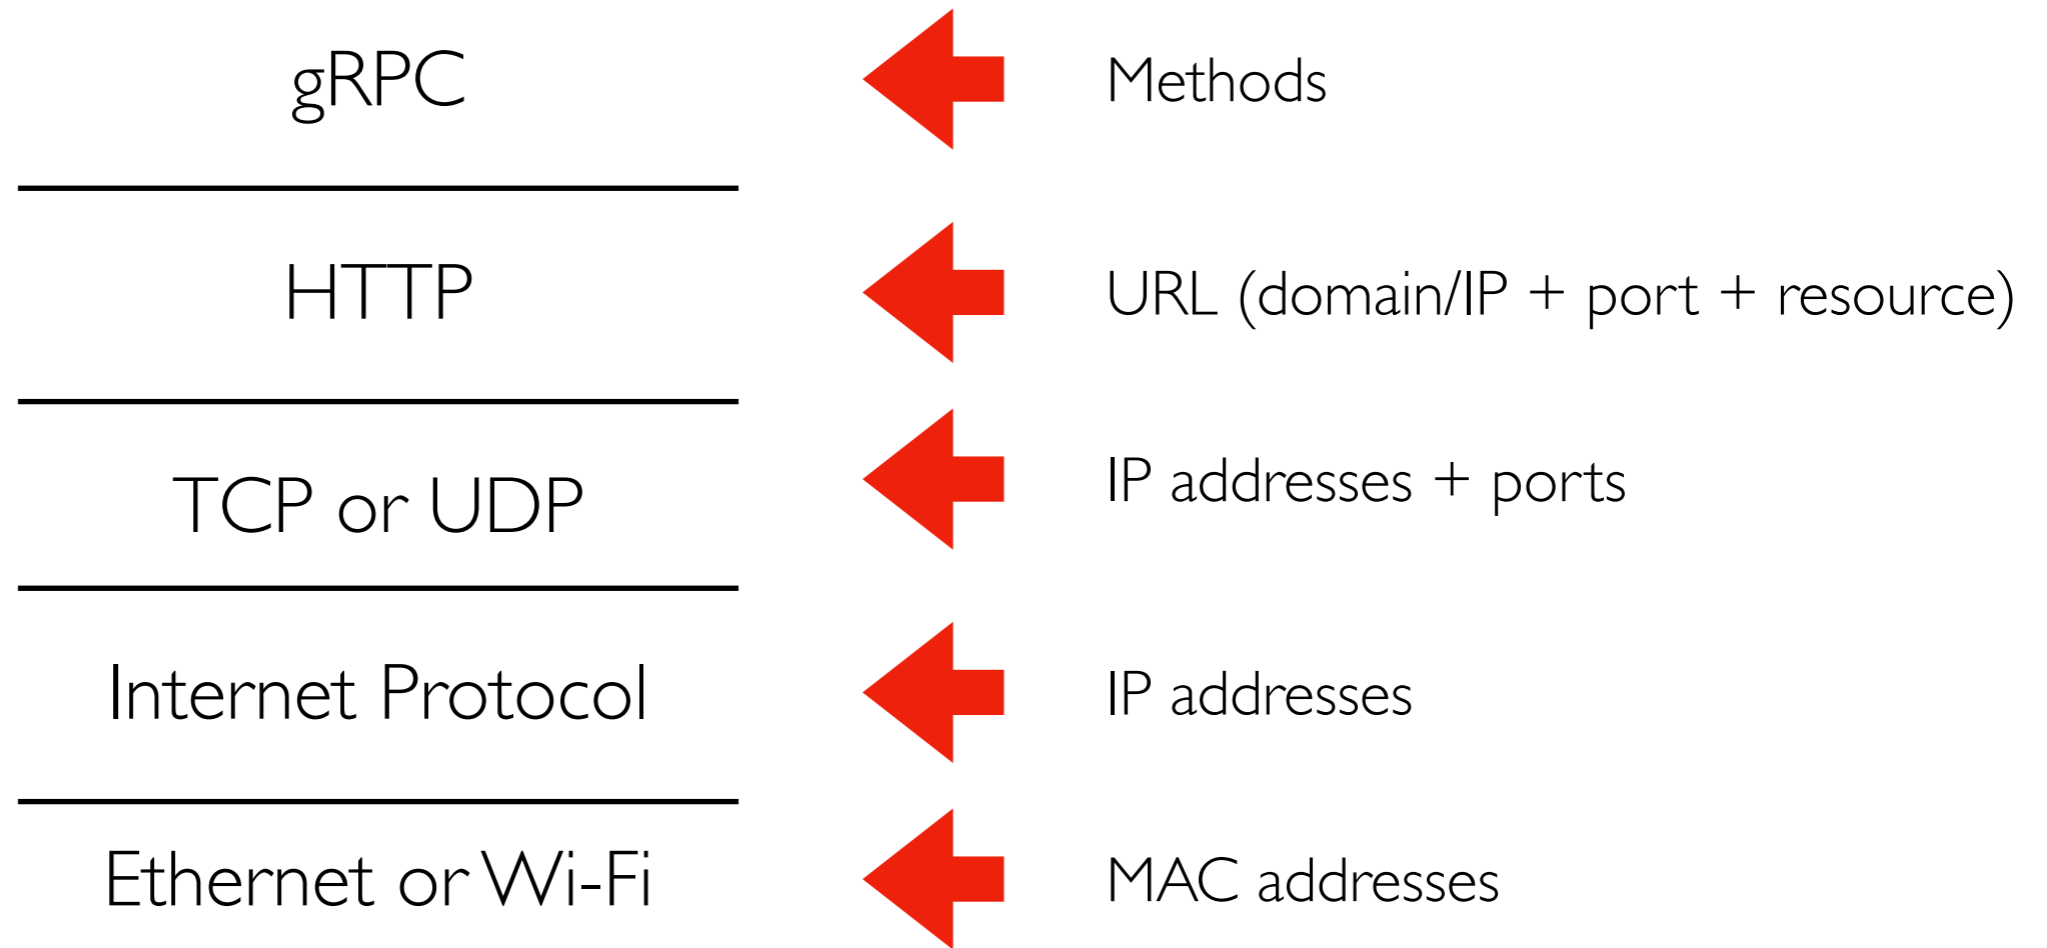 gRPC
Methods
HTTP
URL (domain/IP + port + resource)
TCP or UDP
IP addresses + ports
Internet Protocol
IP addresses
Ethernet or Wi-Fi
MAC addresses